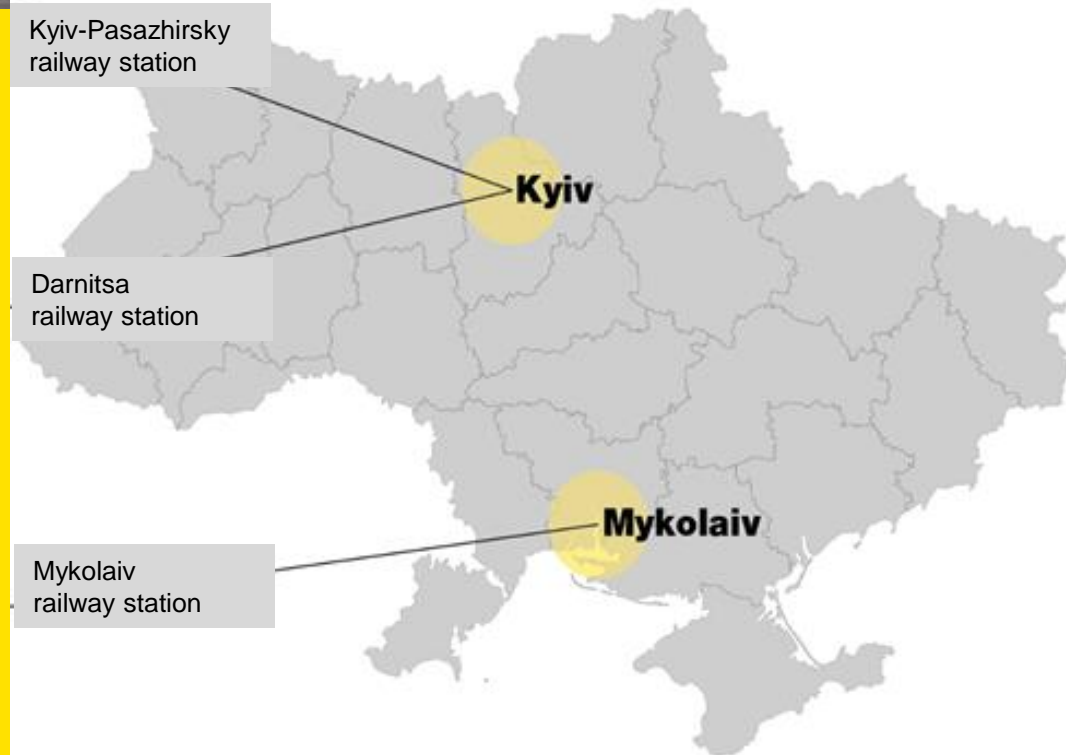 Kyiv-Pasazhirsky
railway station
Kyiv
Darnitsa
railway station
Mykolaiv
Mykolaiv
railway station